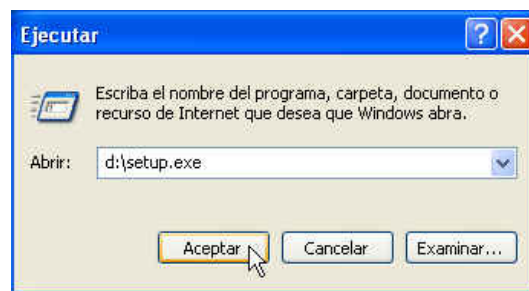 Ejecutar
Escriba el nombre del programa, carpeta, documento o
recurso de Internet que desea que Windows abra.
Abrir: d:\setup.exe
Aceptar Cancelar Examinar...